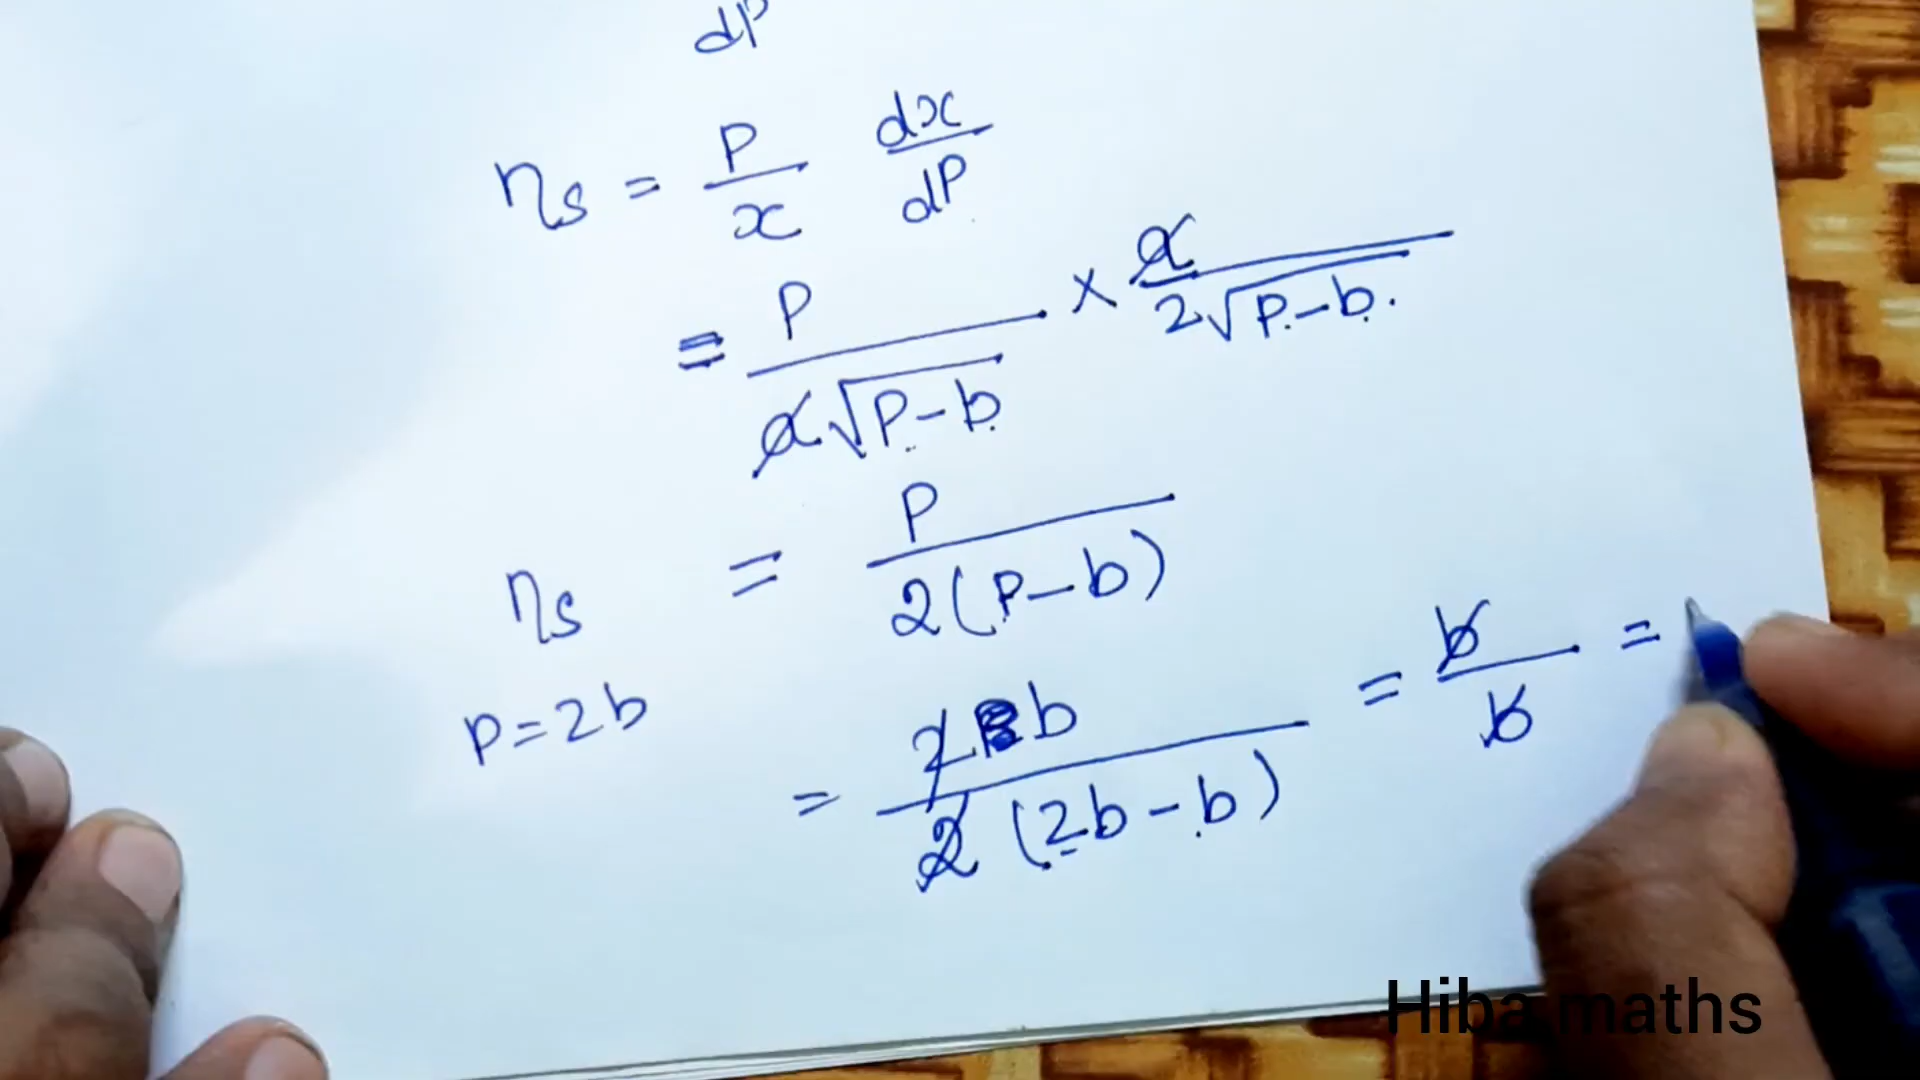 dP
ηs = P/x dx/dP
= P/a√P-b × a/2√P-b.
ηs = P/2(P-b)
P=2b
= 2b/2(2b-b) = b/b =
Hiba maths